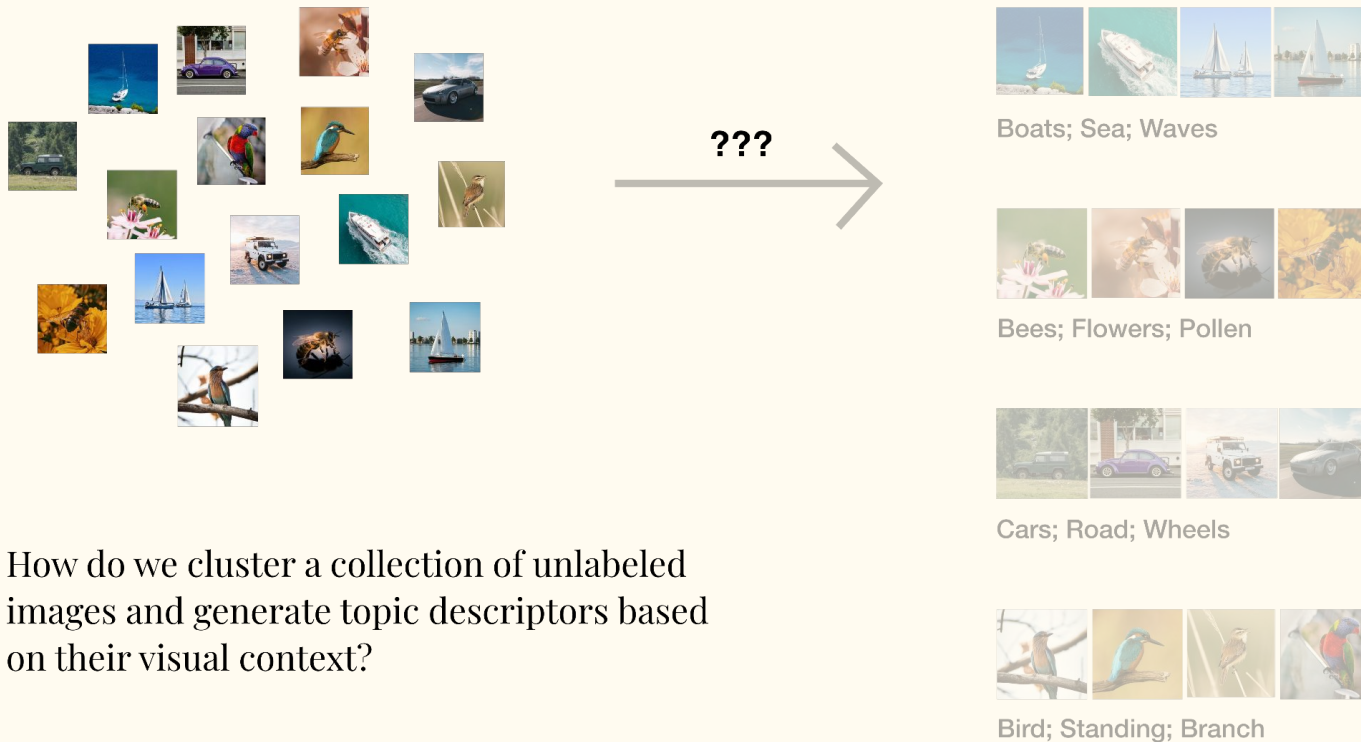 ???
Boats; Sea; Waves
Bees; Flowers; Pollen
Cars; Road; Wheels
Bird; Standing; Branch
How do we cluster a collection of unlabeled
images and generate topic descriptors based
on their visual context?